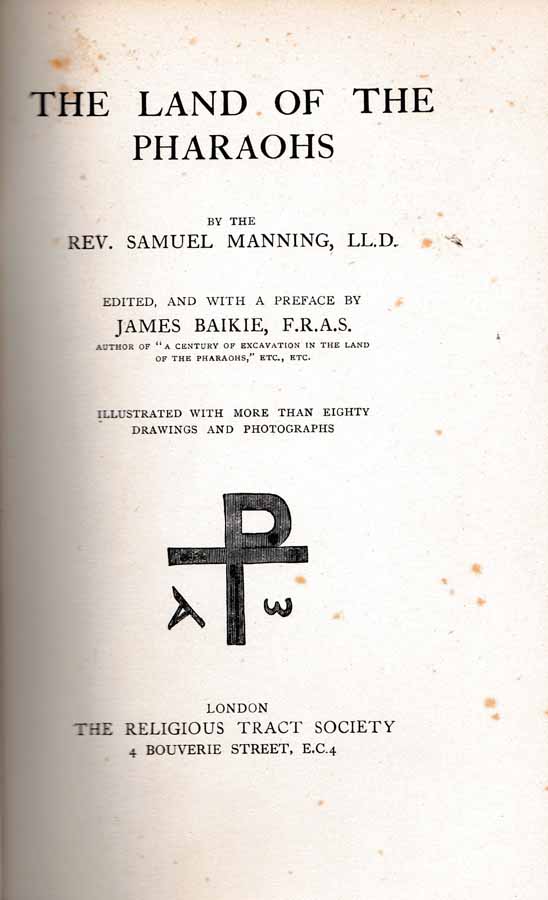 THE LAND OF THE
PHARAOHS
BY THE
REV. SAMUEL MANNING, LL.D.
EDITED, AND WITH A PREFACE BY
JAMES BAIKIE, F.R.A.S.
AUTHOR OF "A CENTURY OF EXCAVATION IN THE LAND
OF THE PHARAOHS," ETC., ETC.
ILLUSTRATED WITH MORE THAN EIGHTY
DRAWINGS AND PHOTOGRAPHS
A ω
LONDON
THE RELIGIOUS TRACT SOCIETY
4 BOUVERIE STREET, E.C.4